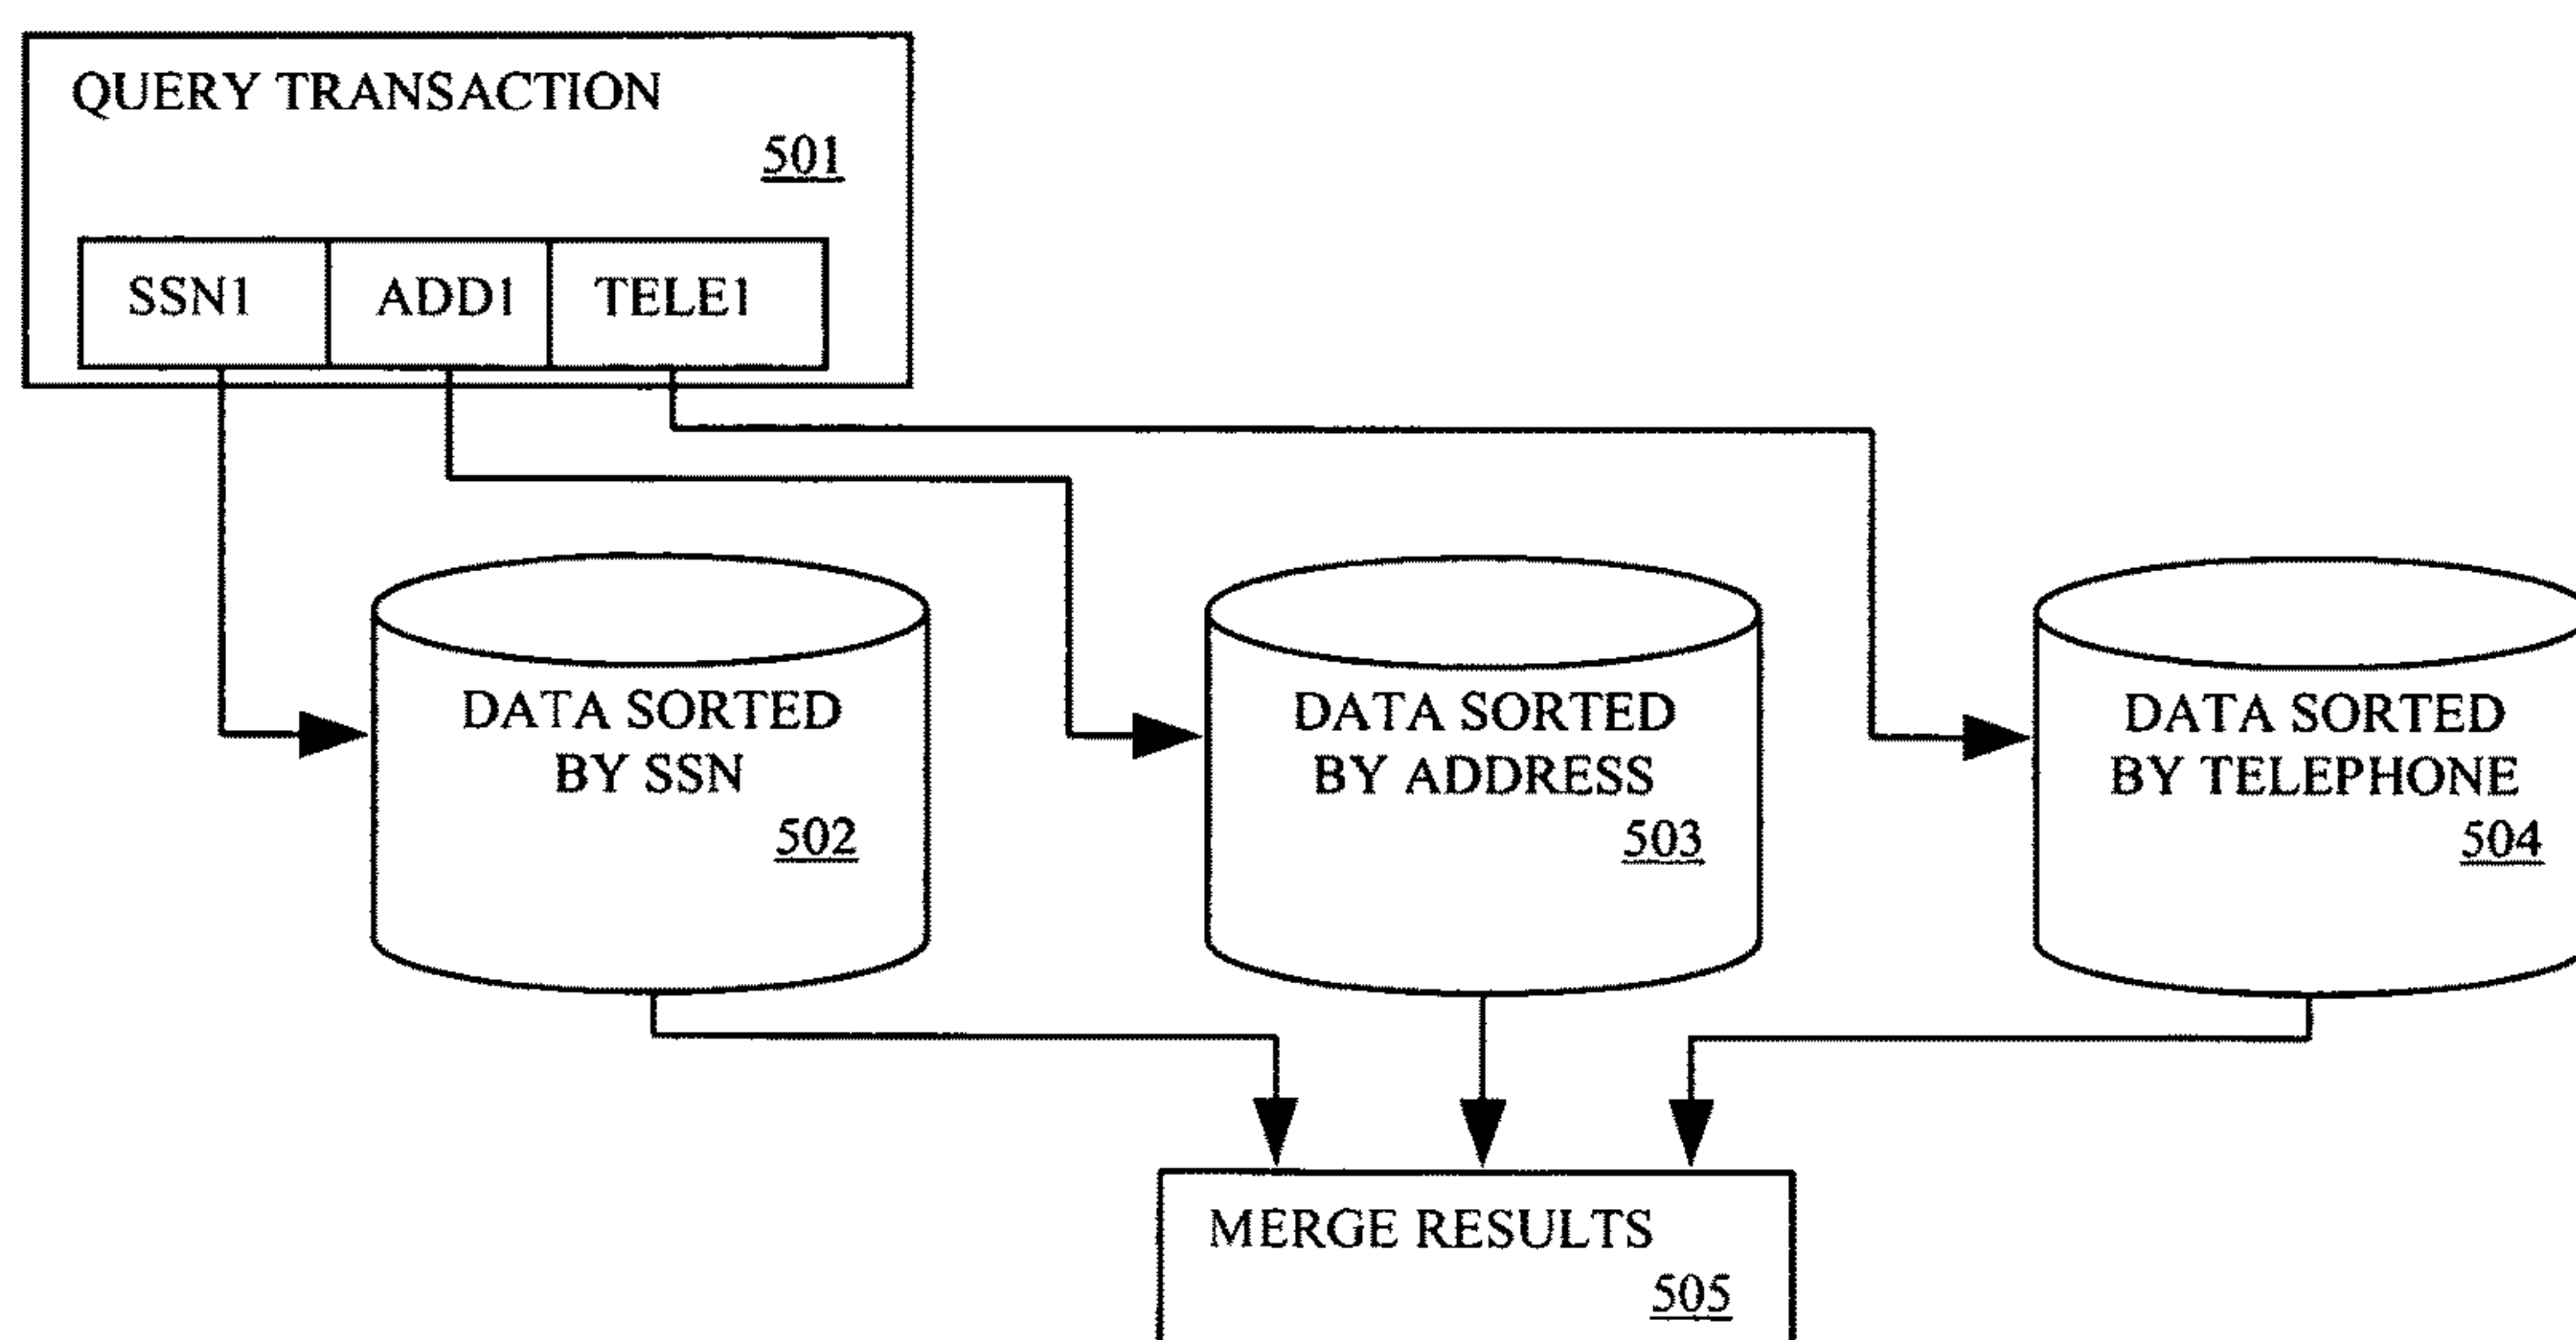 QUERY TRANSACTION
501
SSN1 ADD1 TELE1
DATA SORTED
BY SSN
502
DATA SORTED
BY ADDRESS
503
DATA SORTED
BY TELEPHONE
504
MERGE RESULTS
505